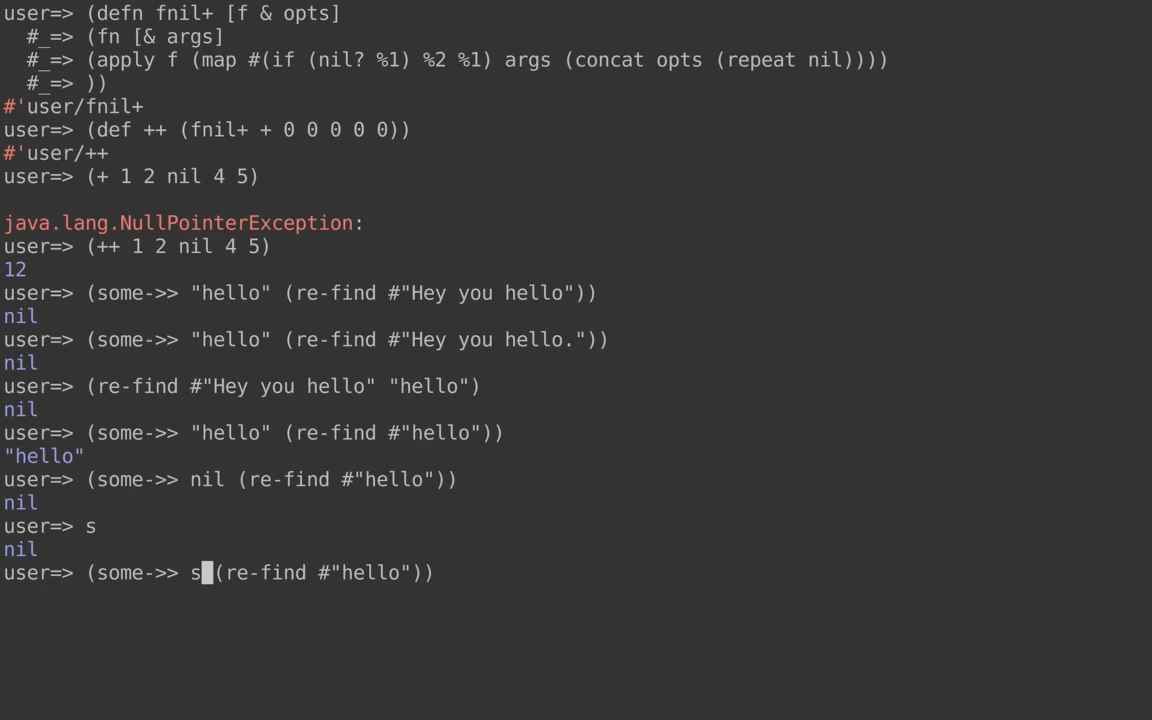 user=> (defn fnil+ [f & opts]
  #_=> (fn [& args]
  #_=> (apply f (map #(if (nil? %1) %2 %1) args (concat opts (repeat nil))))
  #_=> ))
#'user/fnil+
user=> (def ++ (fnil+ + 0 0 0 0 0))
#'user/++
user=> (+ 1 2 nil 4 5)
java.lang.NullPointerException:
user=> (++ 1 2 nil 4 5)
12
user=> (some->> "hello" (re-find #"Hey you hello"))
nil
user=> (some->> "hello" (re-find #"Hey you hello."))
nil
user=> (re-find #"Hey you hello" "hello")
nil
user=> (some->> "hello" (re-find #"hello"))
"hello"
user=> (some->> nil (re-find #"hello"))
nil
user=> s
nil
user=> (some->> s (re-find #"hello"))